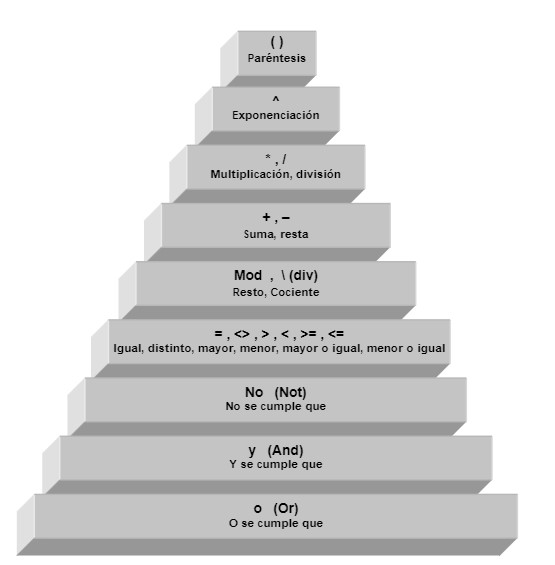 ( )
Paréntesis
^
Exponenciación
* , /
Multiplicación, división
+ , –
Suma, resta
Mod , \ (div)
Resto, Cociente
= , <> , > , < , >= , <=
Igual, distinto, mayor, menor, mayor o igual, menor o igual
No (Not)
No se cumple que
y (And)
Y se cumple que
o (Or)
O se cumple que